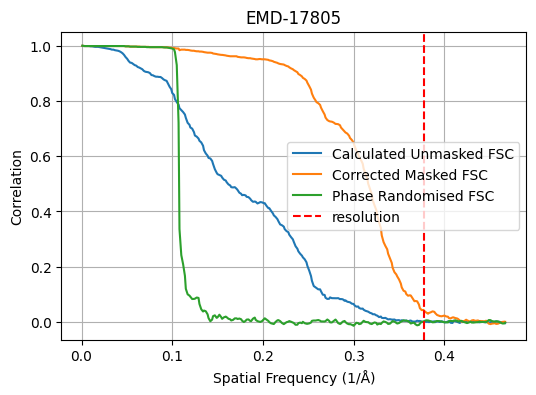 EMD-17805
1.0
0.8
0.6
0.4
0.2
0.0
Correlation
Calculated Unmasked FSC
Corrected Masked FSC
Phase Randomised FSC
resolution
0.0 0.1 0.2 0.3 0.4
Spatial Frequency (1/Å)